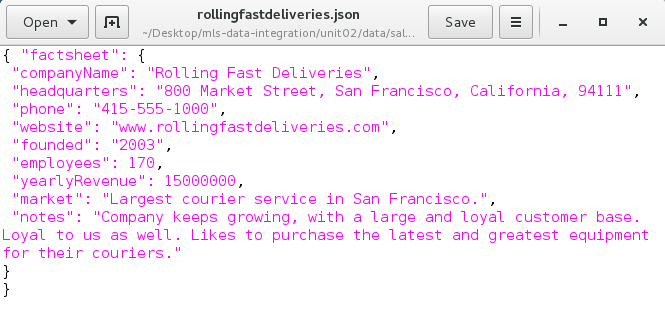 Open
rollingfastdeliveries.json
~/Desktop/mls-data-integration/unit02/data/sal...
Save
{ "factsheet": {
"companyName": "Rolling Fast Deliveries",
"headquarters": "800 Market Street, San Francisco, California, 94111",
"phone": "415-555-1000",
"website": "www.rollingfastdeliveries.com",
"founded": "2003",
"employees": 170,
"yearlyRevenue": 15000000,
"market": "Largest courier service in San Francisco.",
"notes": "Company keeps growing, with a large and loyal customer base.
Loyal to us as well. Likes to purchase the latest and greatest equipment
for their couriers."
}
}